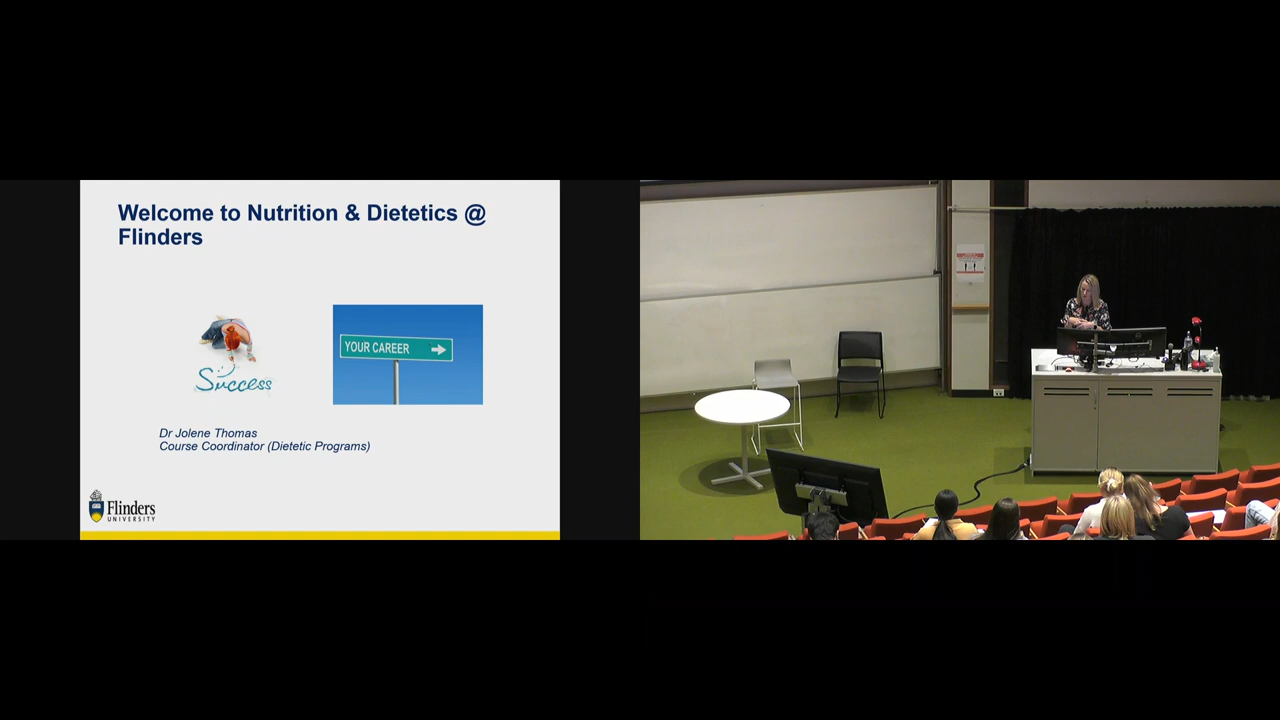 Welcome to Nutrition & Dietetics @
Flinders
Success
YOUR CAREER
Dr Jolene Thomas
Course Coordinator (Dietetic Programs)
Flinders
UNIVERSITY